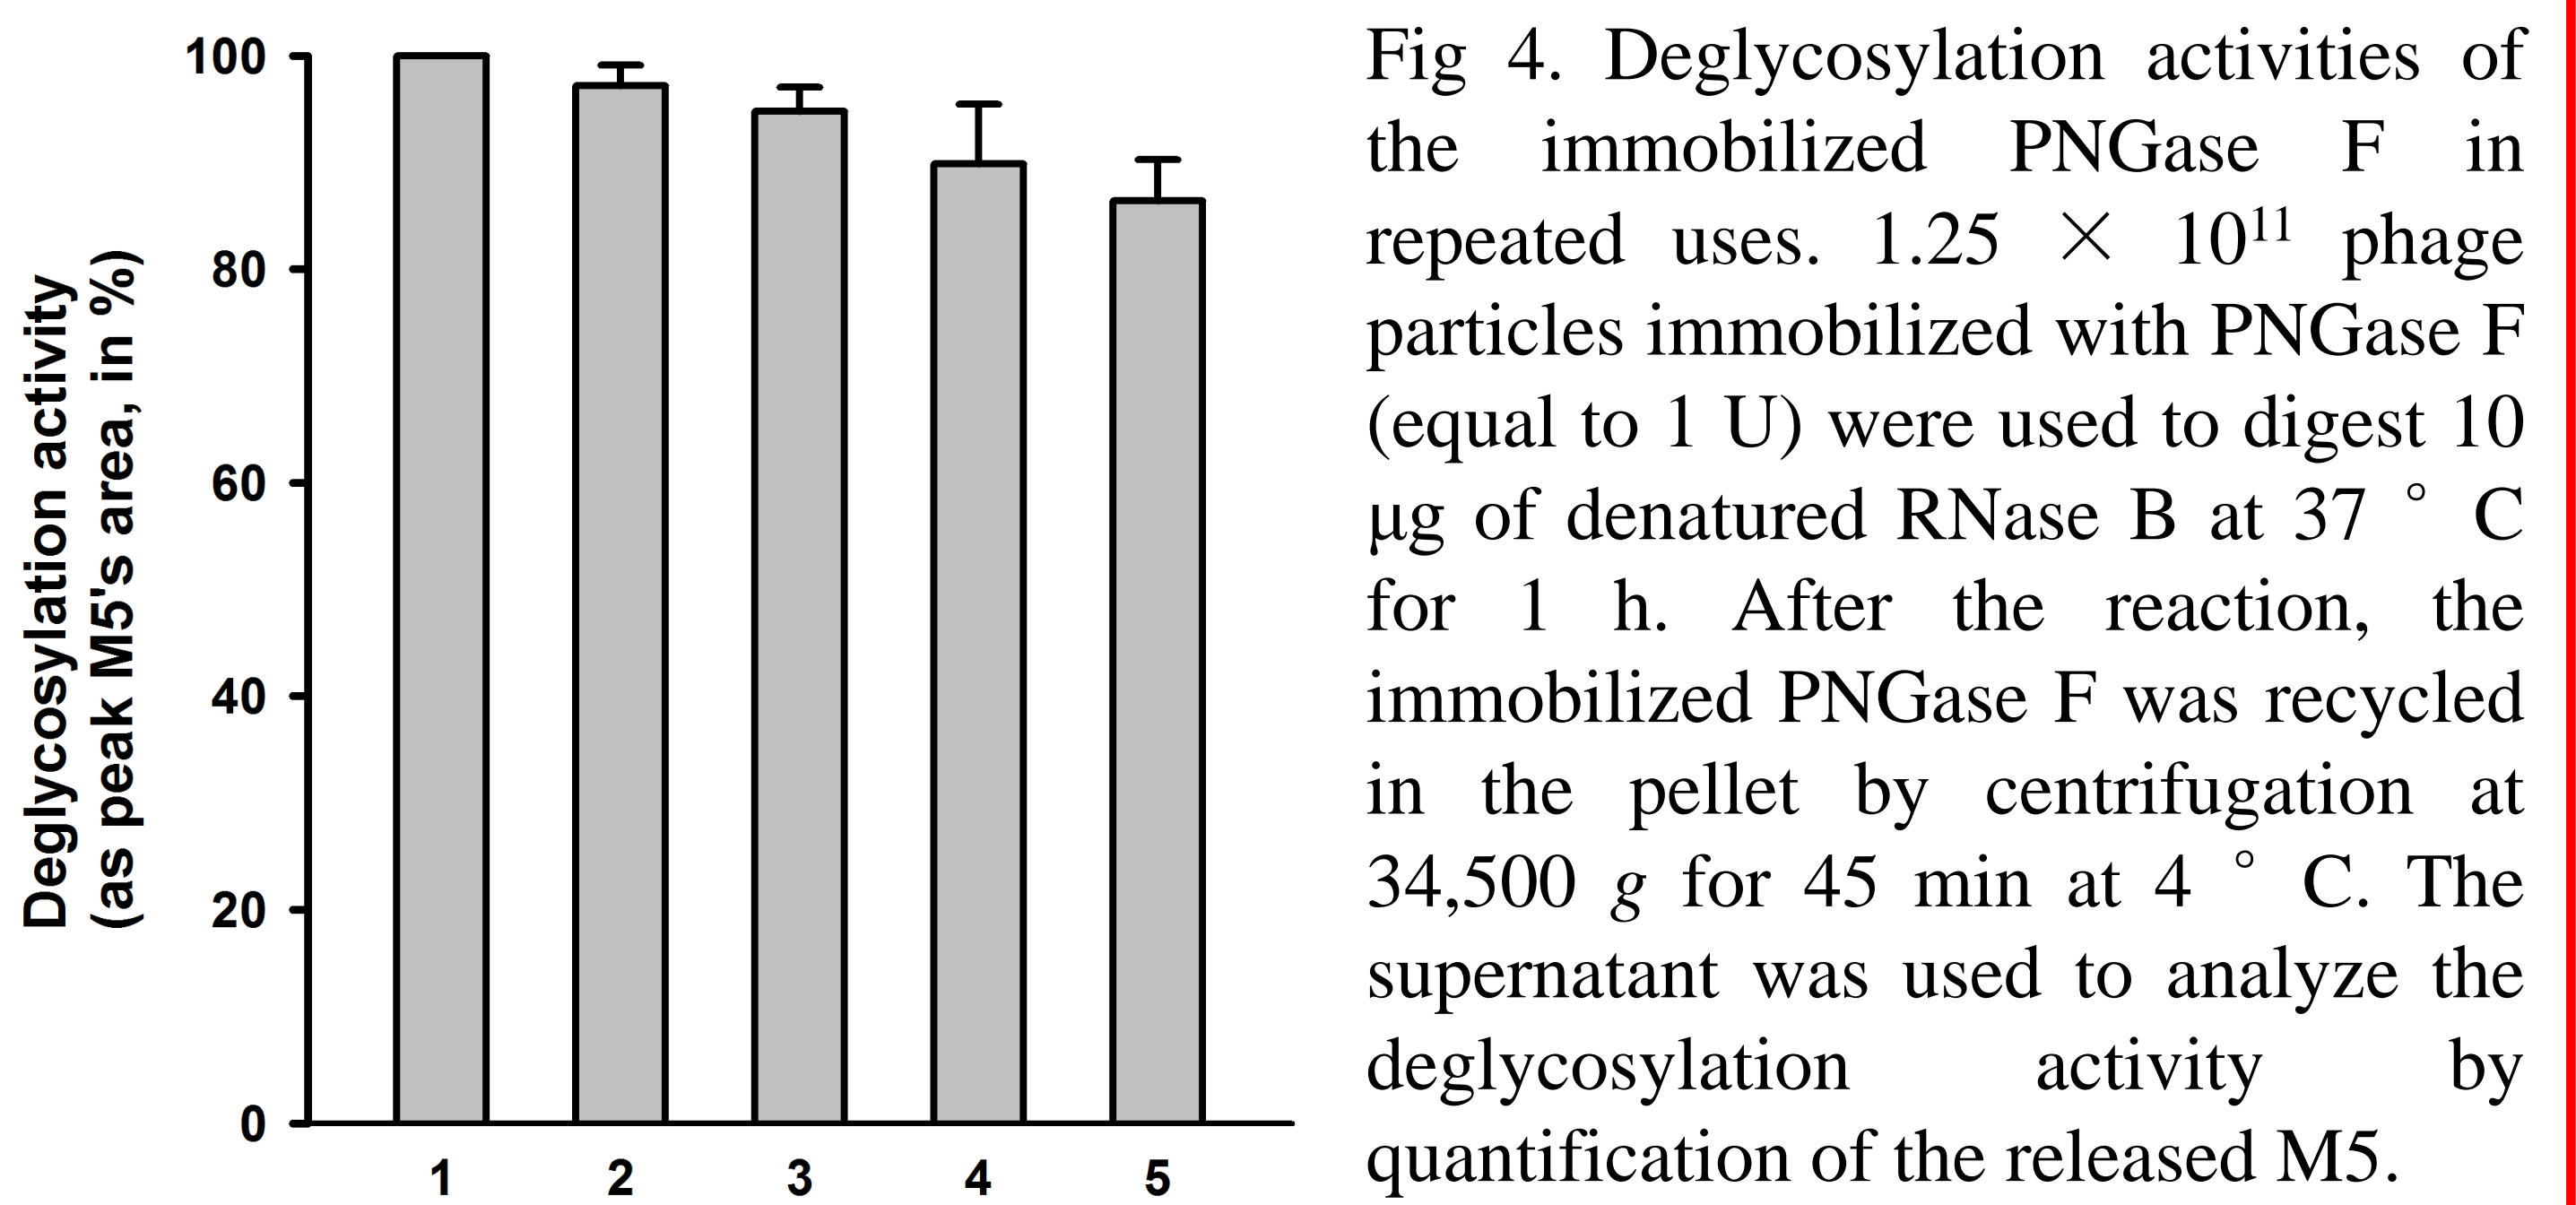 100
80
60
40
20
0
1 2 3 4 5
Deglycosylation activity
(as peak M5's area, in %)
Fig 4. Deglycosylation activities of
the immobilized PNGase F in
repeated uses. 1.25 × 10¹¹ phage
particles immobilized with PNGase F
(equal to 1 U) were used to digest 10
μg of denatured RNase B at 37 ° C
for 1 h. After the reaction, the
immobilized PNGase F was recycled
in the pellet by centrifugation at
34,500 g for 45 min at 4 ° C. The
supernatant was used to analyze the
deglycosylation activity by
quantification of the released M5.